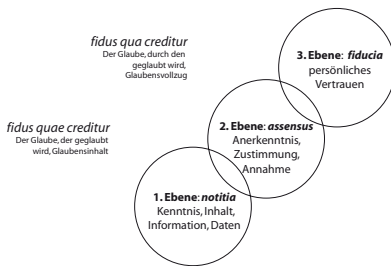 fidus qua creditur
Der Glaube, durch den
geglaubt wird,
Glaubensvollzug
3. Ebene: fiducia
persönliches
Vertrauen
fidus quae creditur
Der Glaube, der geglaubt
wird, Glaubensinhalt
2. Ebene: assensus
Anerkenntnis,
Zustimmung,
Annahme
1. Ebene: notitia
Kenntnis, Inhalt,
Information, Daten